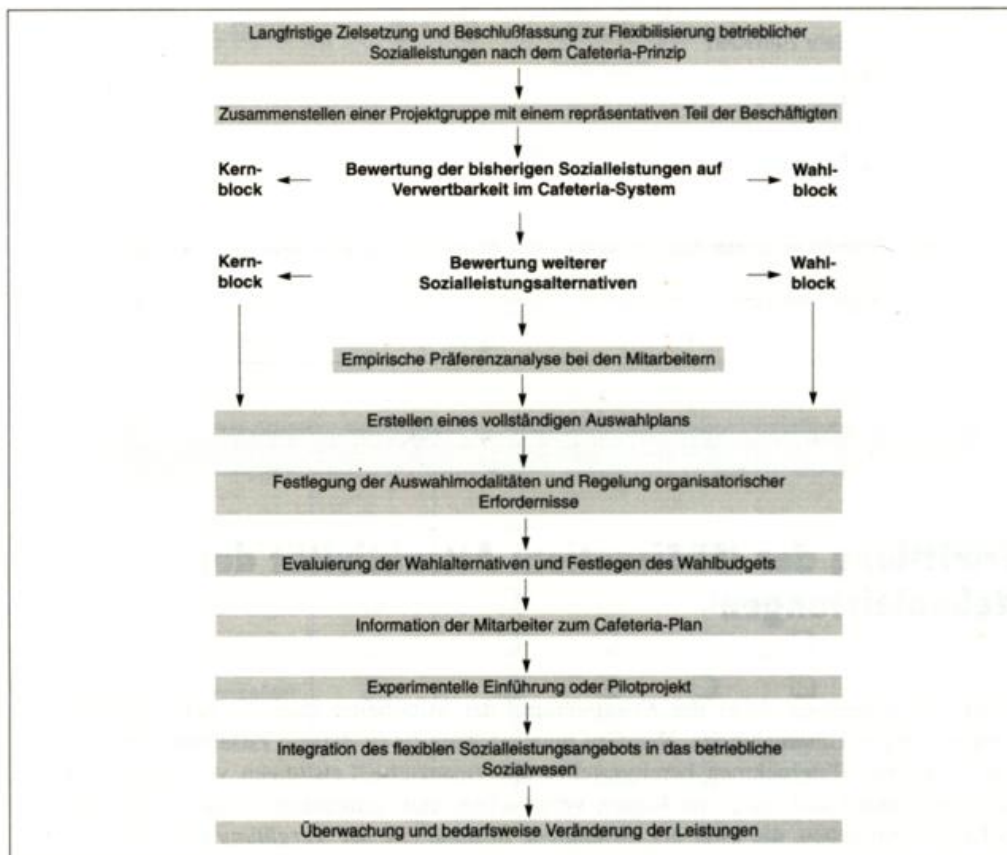 Langfristige Zielsetzung und Beschlußfassung zur Flexibilisierung betrieblicher
Sozialleistungen nach dem Cafeteria-Prinzip
Zusammenstellen einer Projektgruppe mit einem repräsentativen Teil der Beschäftigten
Kern-
block
Bewertung der bisherigen Sozialleistungen auf
Verwertbarkeit im Cafeteria-System
Wahl-
block
Kern-
block
Bewertung weiterer
Sozialleistungsalternativen
Wahl-
block
Empirische Präferenzanalyse bei den Mitarbeitern
Erstellen eines vollständigen Auswahlplans
Festlegung der Auswahlmodalitäten und Regelung organisatorischer
Erfordernisse
Evaluierung der Wahlalternativen und Festlegen des Wahlbudgets
Information der Mitarbeiter zum Cafeteria-Plan
Experimentelle Einführung oder Pilotprojekt
Integration des flexiblen Sozialleistungsangebots in das betriebliche
Sozialwesen
Überwachung und bedarfsweise Veränderung der Leistungen